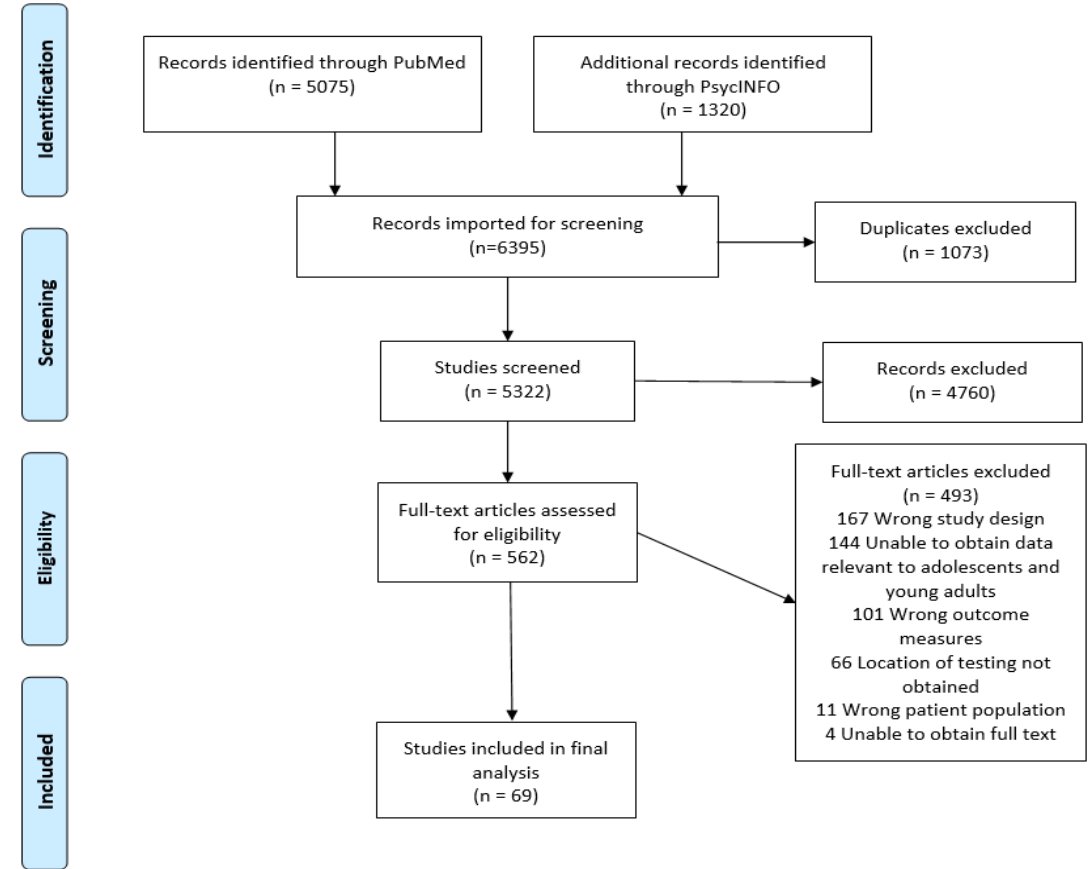 Identification
Records identified through PubMed
(n = 5075)
Additional records identified
through PsycINFO
(n = 1320)
Records imported for screening
(n=6395)
Duplicates excluded
(n = 1073)
Screening
Studies screened
(n = 5322)
Records excluded
(n = 4760)
Eligibility
Full-text articles assessed
for eligibility
(n = 562)
Full-text articles excluded
(n = 493)
167 Wrong study design
144 Unable to obtain data
relevant to adolescents and
young adults
101 Wrong outcome
measures
66 Location of testing not
obtained
11 Wrong patient population
4 Unable to obtain full text
Included
Studies included in final
analysis
(n = 69)